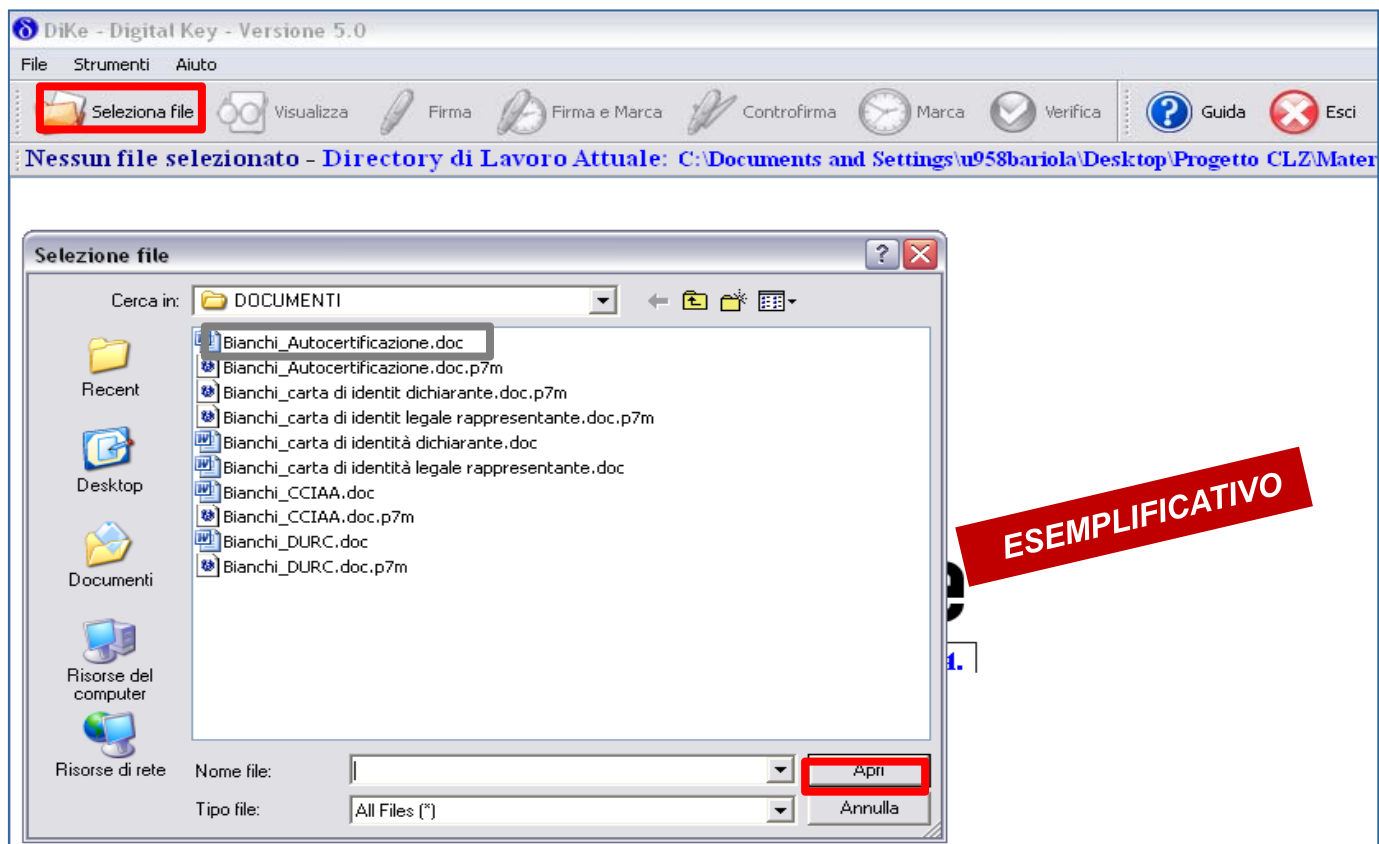 DiKe - Digital Key - Versione 5.0
File Strumenti Aiuto
Seleziona file Visualizza Firma Firma e Marca Controfirma Marca Verifica Guida Esci
Nessun file selezionato - Directory di Lavoro Attuale: C:\Documents and Settings\u958bariola\Desktop\Progetto CLZ\Mater
Selezione file
Cerca in: DOCUMENTI
Bianchi_Autocertificazione.doc
Bianchi_Autocertificazione.doc.p7m
Bianchi_carta di identit dichiarante.doc.p7m
Bianchi_carta di identit legale rappresentante.doc.p7m
Bianchi_carta di identità dichiarante.doc
Bianchi_carta di identità legale rappresentante.doc
Bianchi_CCIAA.doc
Bianchi_CCIAA.doc.p7m
Bianchi_DURC.doc
Bianchi_DURC.doc.p7m
Recent
Desktop
Documenti
Risorse del
computer
Risorse di rete
Nome file: Apri
Tipo file: All Files (*) Annulla
ESEMPLIFICATIVO